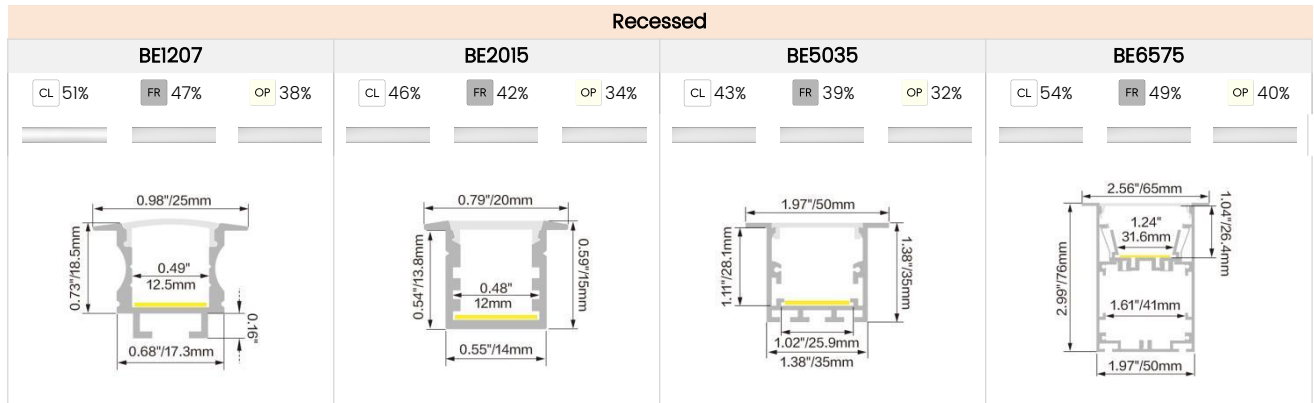 Recessed
BE1207 BE2015 BE5035 BE6575
CL 51% FR 47% OP 38% CL 46% FR 42% OP 34% CL 43% FR 39% OP 32% CL 54% FR 49% OP 40%
0.98"/25mm
0.73"/18.5mm
0.49"
12.5mm
0.16"
0.68"/17.3mm
0.79"/20mm
0.54"/13.8mm
0.48"
12mm
0.59"/15mm
0.55"/14mm
1.97"/50mm
1.11"/28.1mm
1.38"/35mm
1.02"/25.9mm
1.38"/35mm
2.56"/65mm
1.04"/26.4mm
1.24"
31.6mm
2.99"/76mm
1.61"/41mm
1.97"/50mm